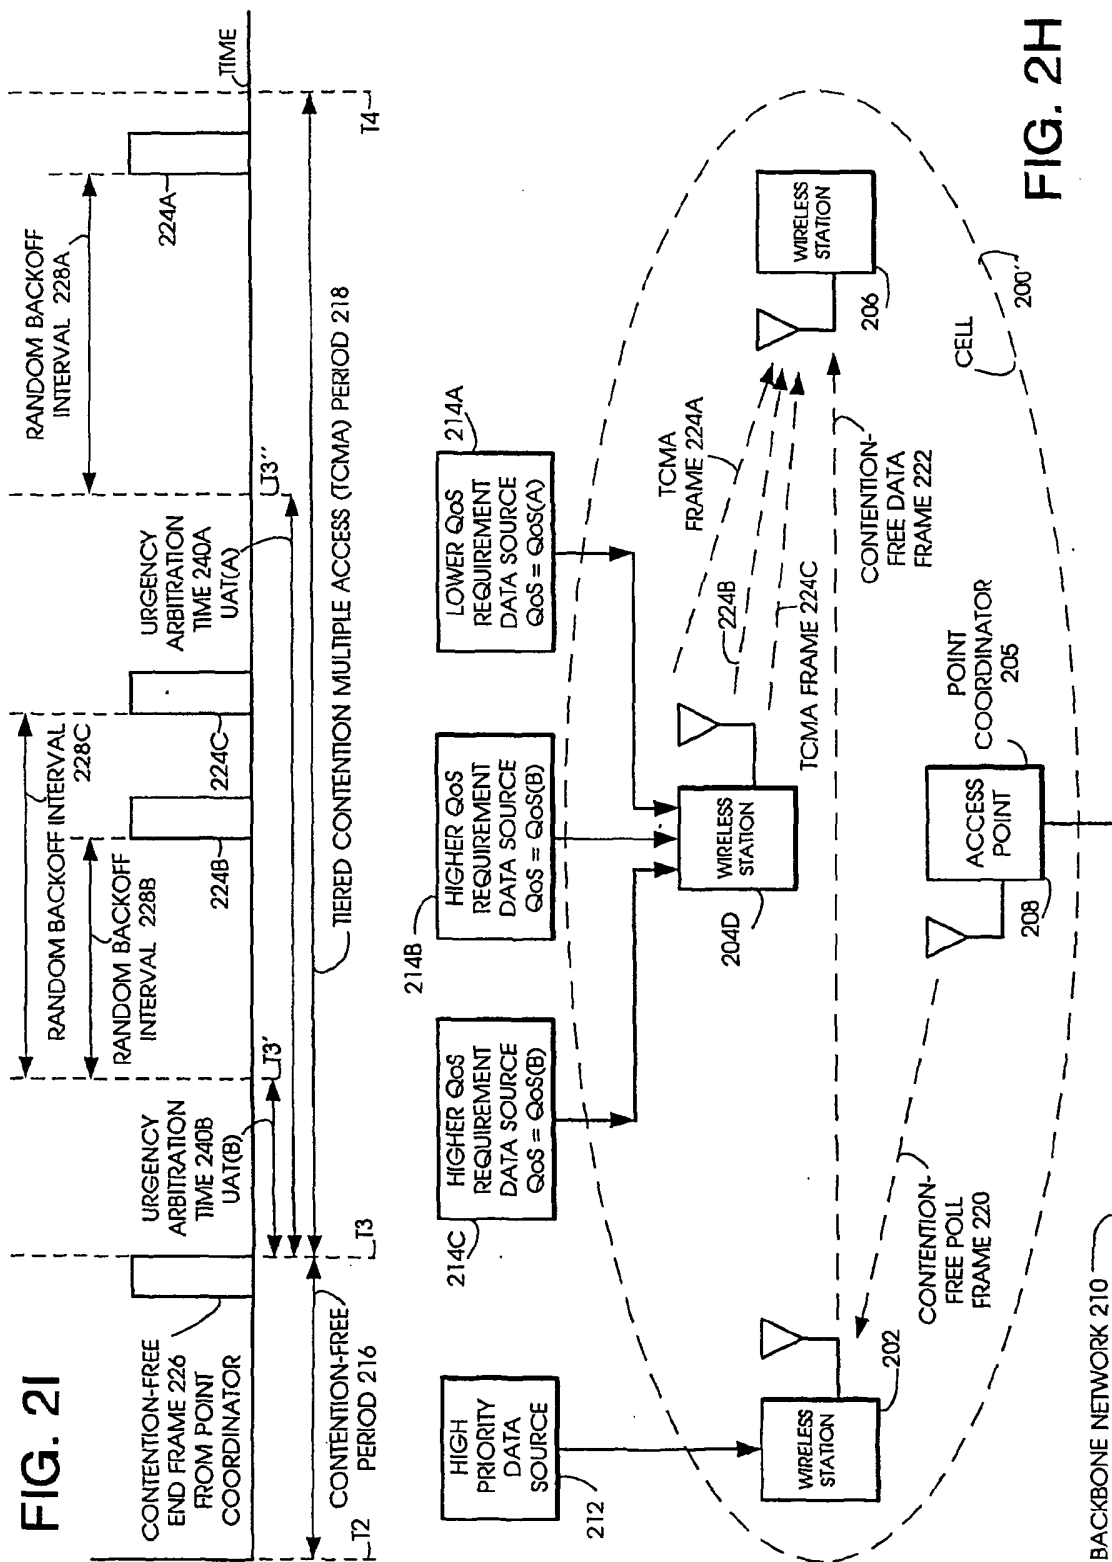 FIG. 2I
CONTENTION-FREE
END FRAME 226
FROM POINT
COORDINATOR
T2
CONTENTION-FREE
PERIOD 216
T3
URGENCY
ARBITRATION
TIME 240B
UAT(B)
T3'
RANDOM BACKOFF INTERVAL
228C
RANDOM BACKOFF
INTERVAL 228B
224B
224C
URGENCY
ARBITRATION
TIME 240A
UAT(A)
T3''
RANDOM BACKOFF
INTERVAL 228A
224A
TIME
T4
TIERED CONTENTION MULTIPLE ACCESS (TCMA) PERIOD 218
HIGH
PRIORITY
DATA
SOURCE
212
HIGHER QoS
REQUIREMENT
DATA SOURCE
QoS = QoS(B)
214C
HIGHER QoS
REQUIREMENT
DATA SOURCE
QoS = QoS(B)
214B
LOWER QoS
REQUIREMENT
DATA SOURCE
QoS = QoS(A)
214A
WIRELESS
STATION
202
WIRELESS
STATION
204D
WIRELESS
STATION
206
TCMA
FRAME 224A
224B
TCMA FRAME 224C
CONTENTION-
FREE DATA
FRAME 222
CONTENTION-
FREE POLL
FRAME 220
ACCESS
POINT
208
POINT
COORDINATOR
205
CELL
200''
BACKBONE NETWORK 210
FIG. 2H